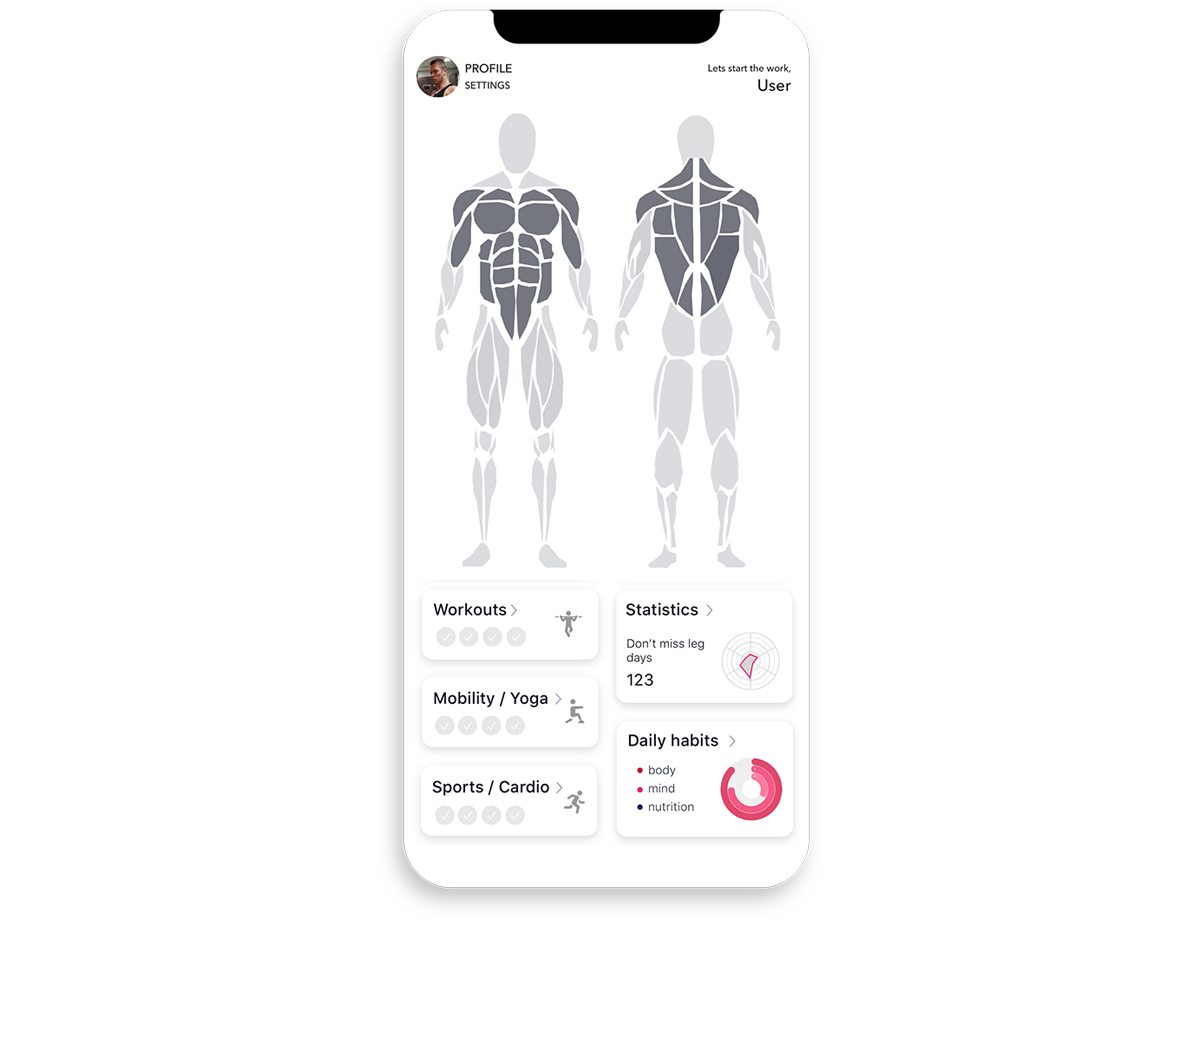 PROFILE
SETTINGS
Lets start the work,
User
Workouts
Mobility / Yoga
Sports / Cardio
Statistics
Don’t miss leg
days
123
Daily habits
body
mind
nutrition